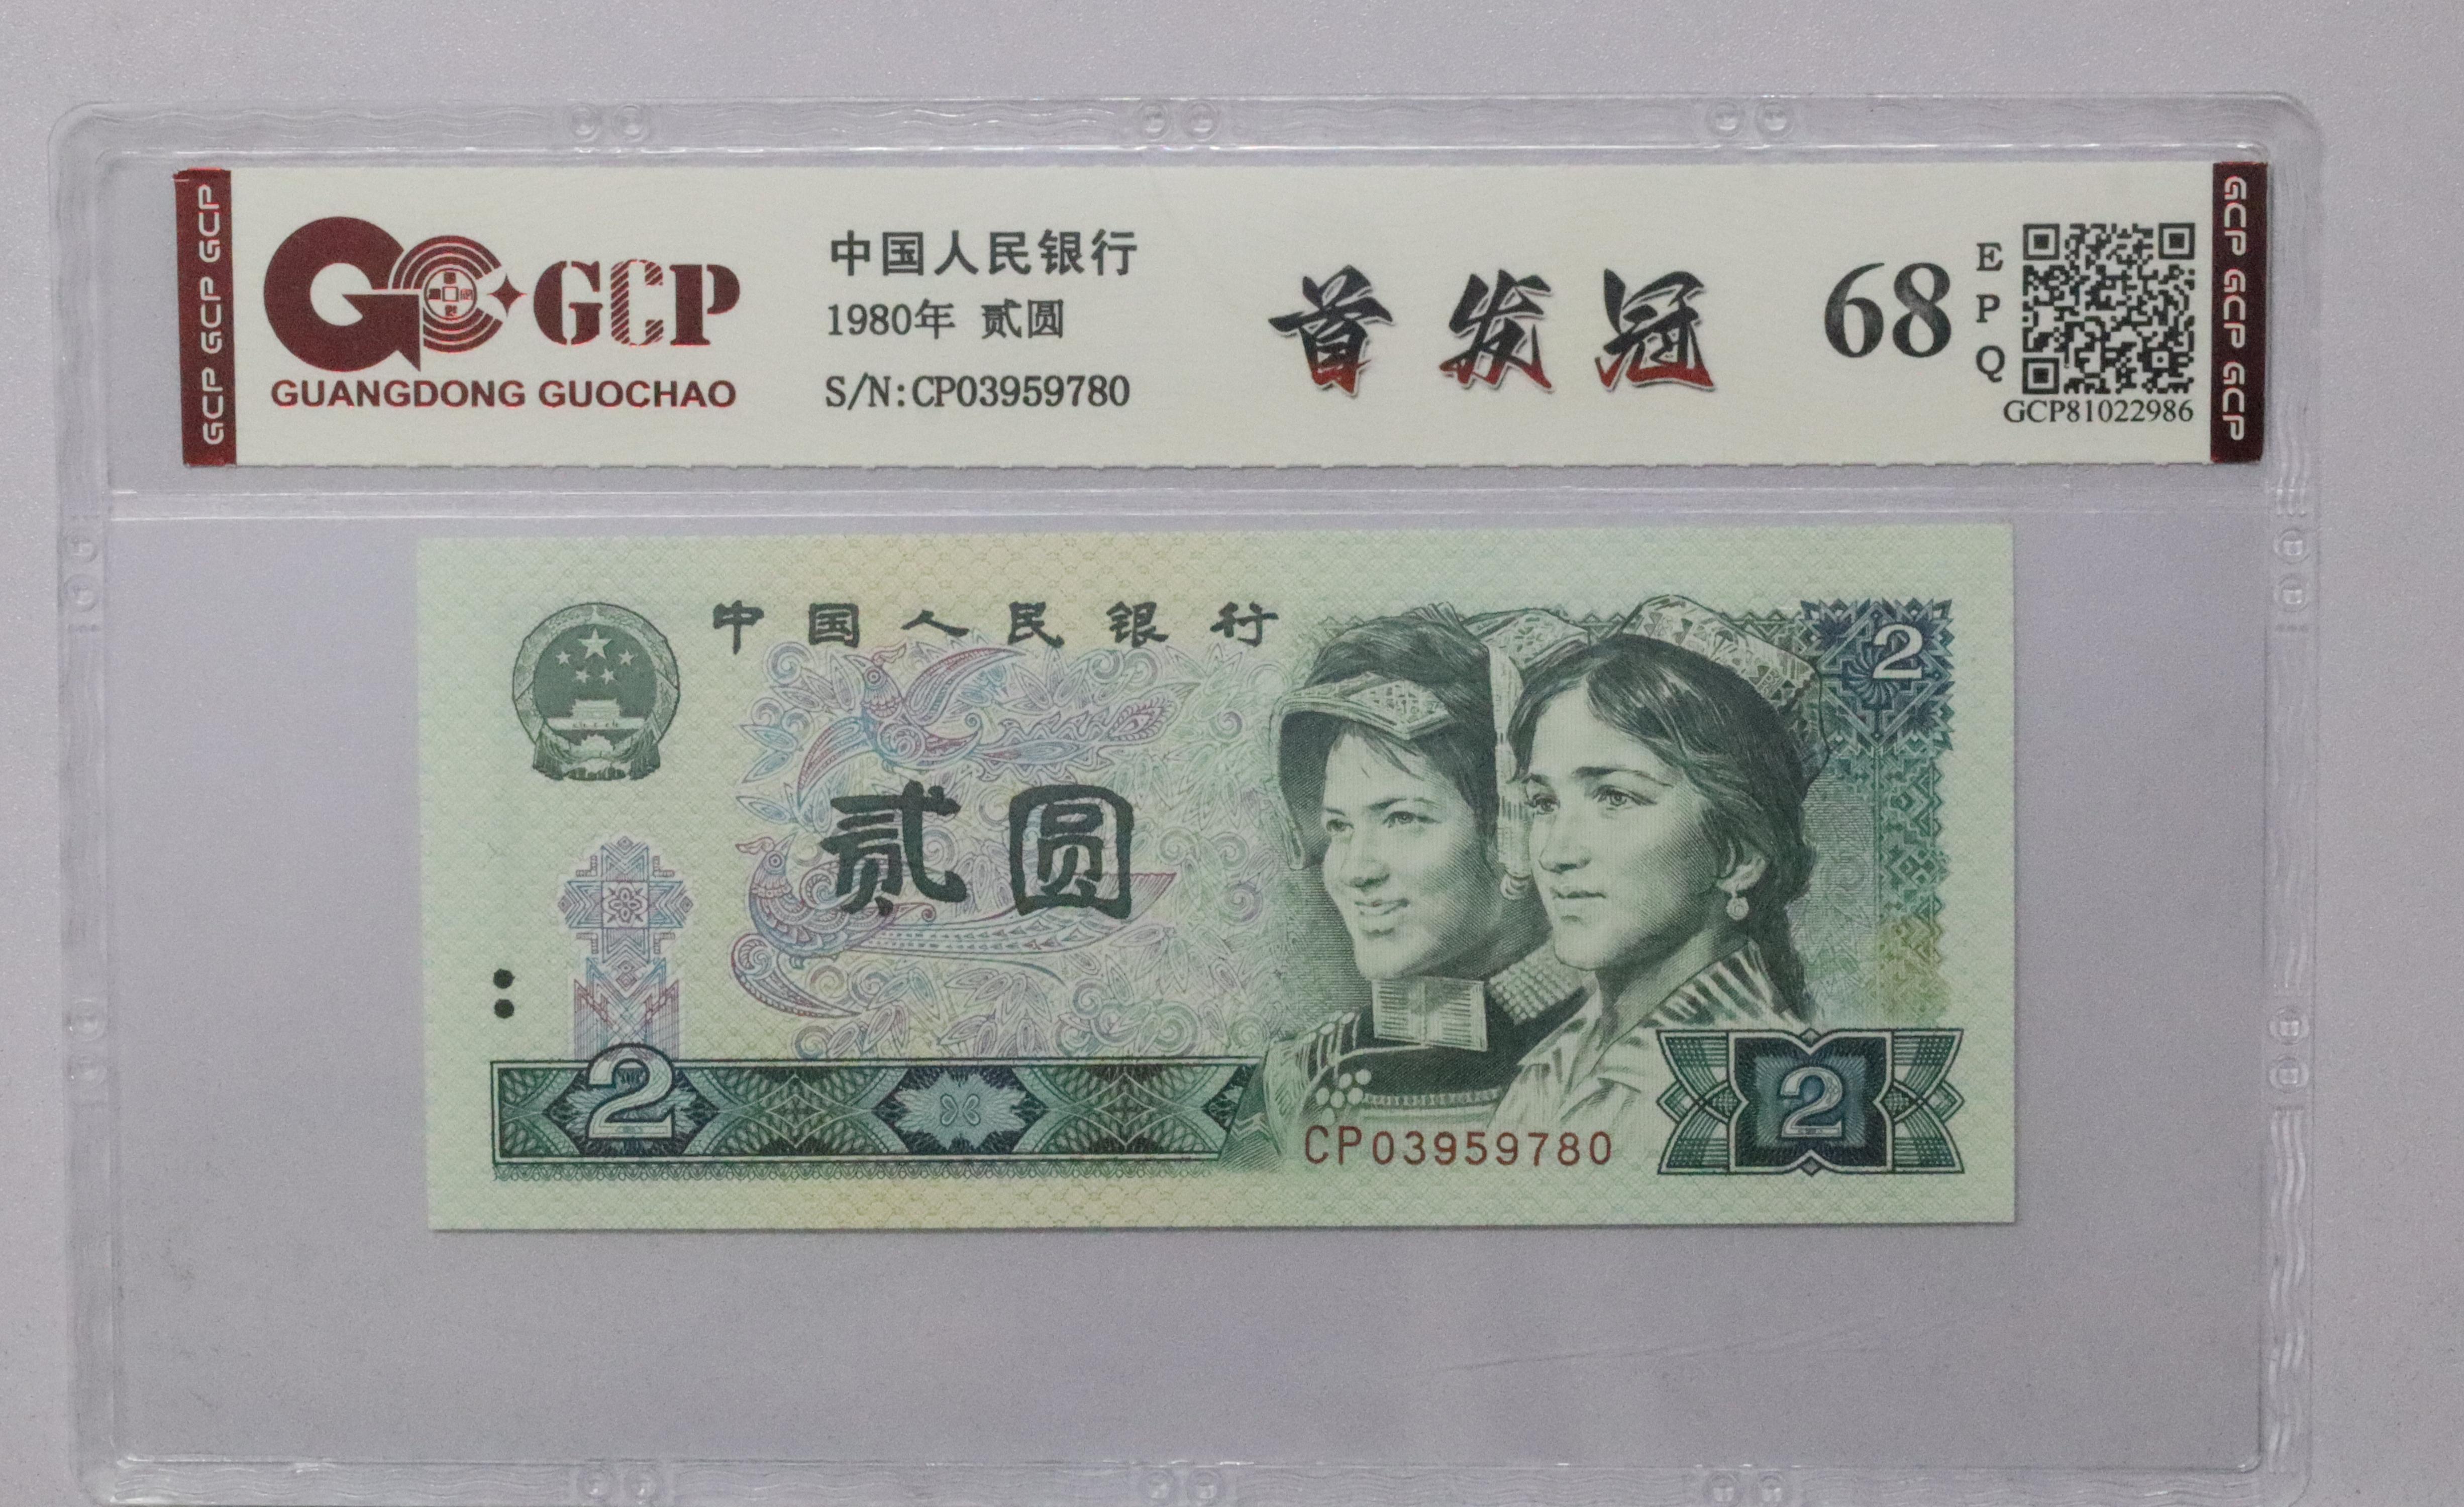 GCP GCP GCP
GCP
GUANGDONG GUOCHAO
中国人民银行
1980年 贰圆
S/N:CP03959780
首发冠
68
EPQ
GCP81022986
GCP GCP GCP
中国人民银行
2
贰圆
2
CP03959780
2